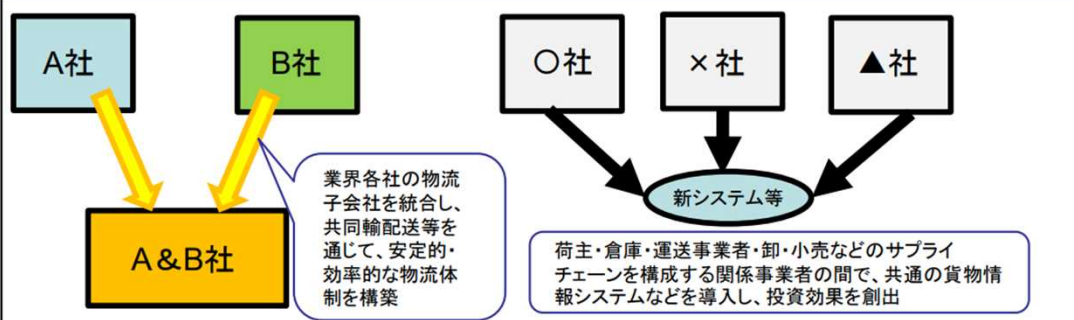 A社
B社
業界各社の物流
子会社を統合し、
共同輸配送等を
通じて、安定的・
効率的な物流体
制を構築
A&B社
〇社
×社
▲社
新システム等
荷主・倉庫・運送事業者・卸・小売などのサプライ
チェーンを構成する関係事業者の間で、共通の貨物情
報システムなどを導入し、投資効果を創出